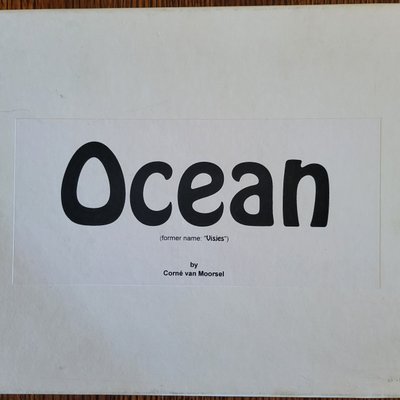 Ocean
(former name: "Visjes")
by
Corné van Moorsel